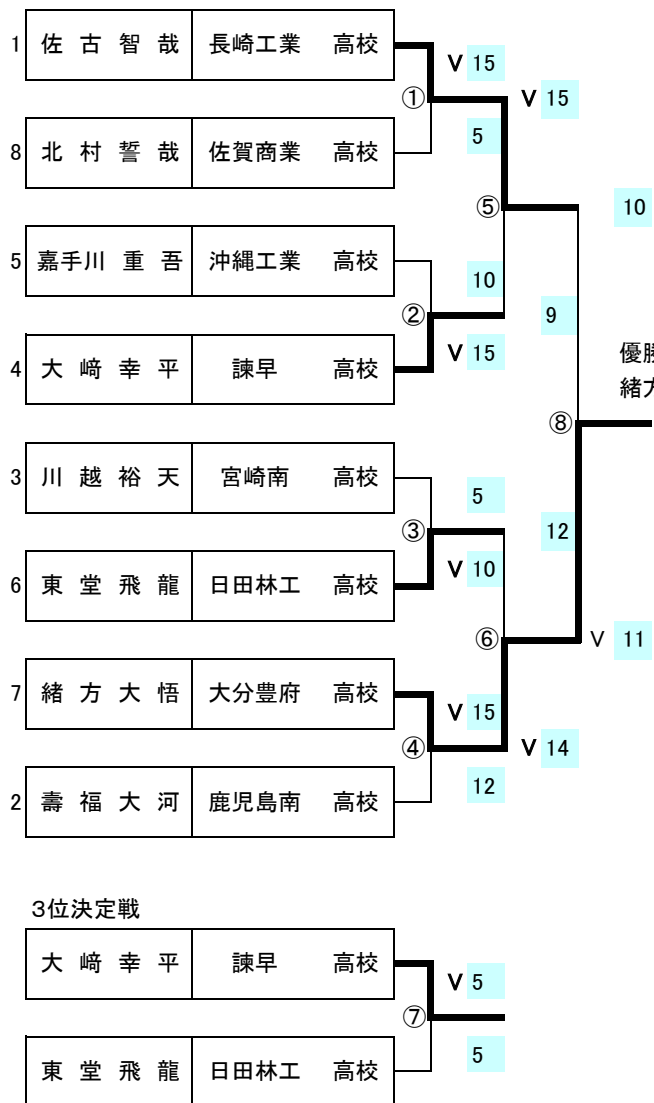 1 佐古智哉 長崎工業 高校
V 15
① V 15
5
8 北村誓哉 佐賀商業 高校
⑤ 10
5 嘉手川重吾 沖縄工業 高校
10
② 9
V 15
4 大﨑幸平 諫早 高校
優勝
緒方
⑧
3 川越裕天 宮崎南 高校
5
③ 12
V 10
6 東堂飛龍 日田林工 高校
⑥ V 11
7 緒方大悟 大分豊府 高校
V 15
④ V 14
12
2 壽福大河 鹿児島南 高校
3位決定戦
大﨑幸平 諫早 高校
V 5
⑦
5
東堂飛龍 日田林工 高校